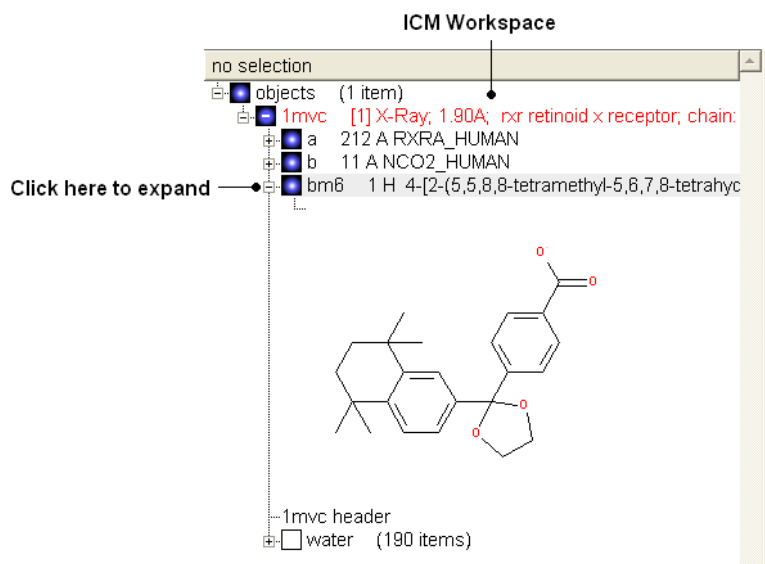 ICM Workspace
no selection
objects (1 item)
1mvc [1] X-Ray; 1.90A; rxr retinoid x receptor; chain:
a 212 A RXRA_HUMAN
b 11 A NCO2_HUMAN
Click here to expand
bm6 1 H 4-[2-(5,5,8,8-tetramethyl-5,6,7,8-tetrahyd
O-
O
O
O
1mvc header
water (190 items)